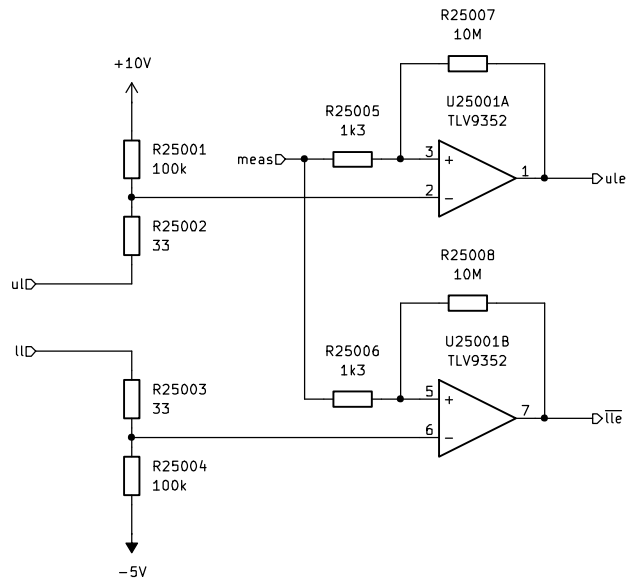 R25007
10M
+10V
U25001A
TLV9352
R25005
1k3
R25001
100k
meas
3
+
1
ule
2
−
R25002
33
ul
R25008
10M
ll
U25001B
TLV9352
R25006
1k3
R25003
33
5
+
7
lle
6
−
R25004
100k
−5V